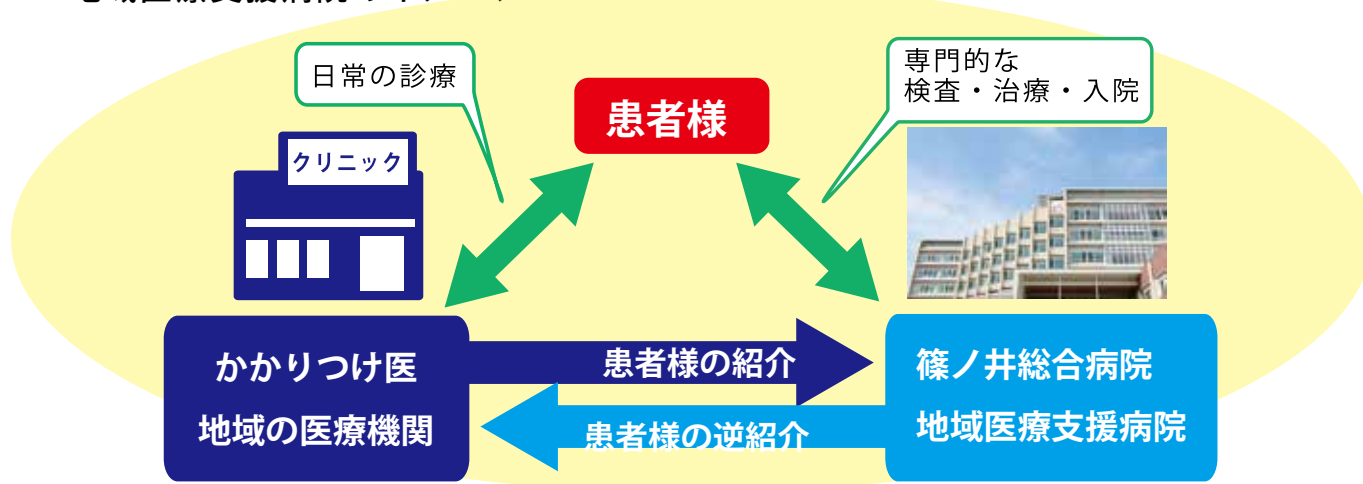 日常の診療
専門的な
検査・治療・入院
患者様
クリニック
かかりつけ医
地域の医療機関
患者様の紹介
患者様の逆紹介
篠ノ井総合病院
地域医療支援病院